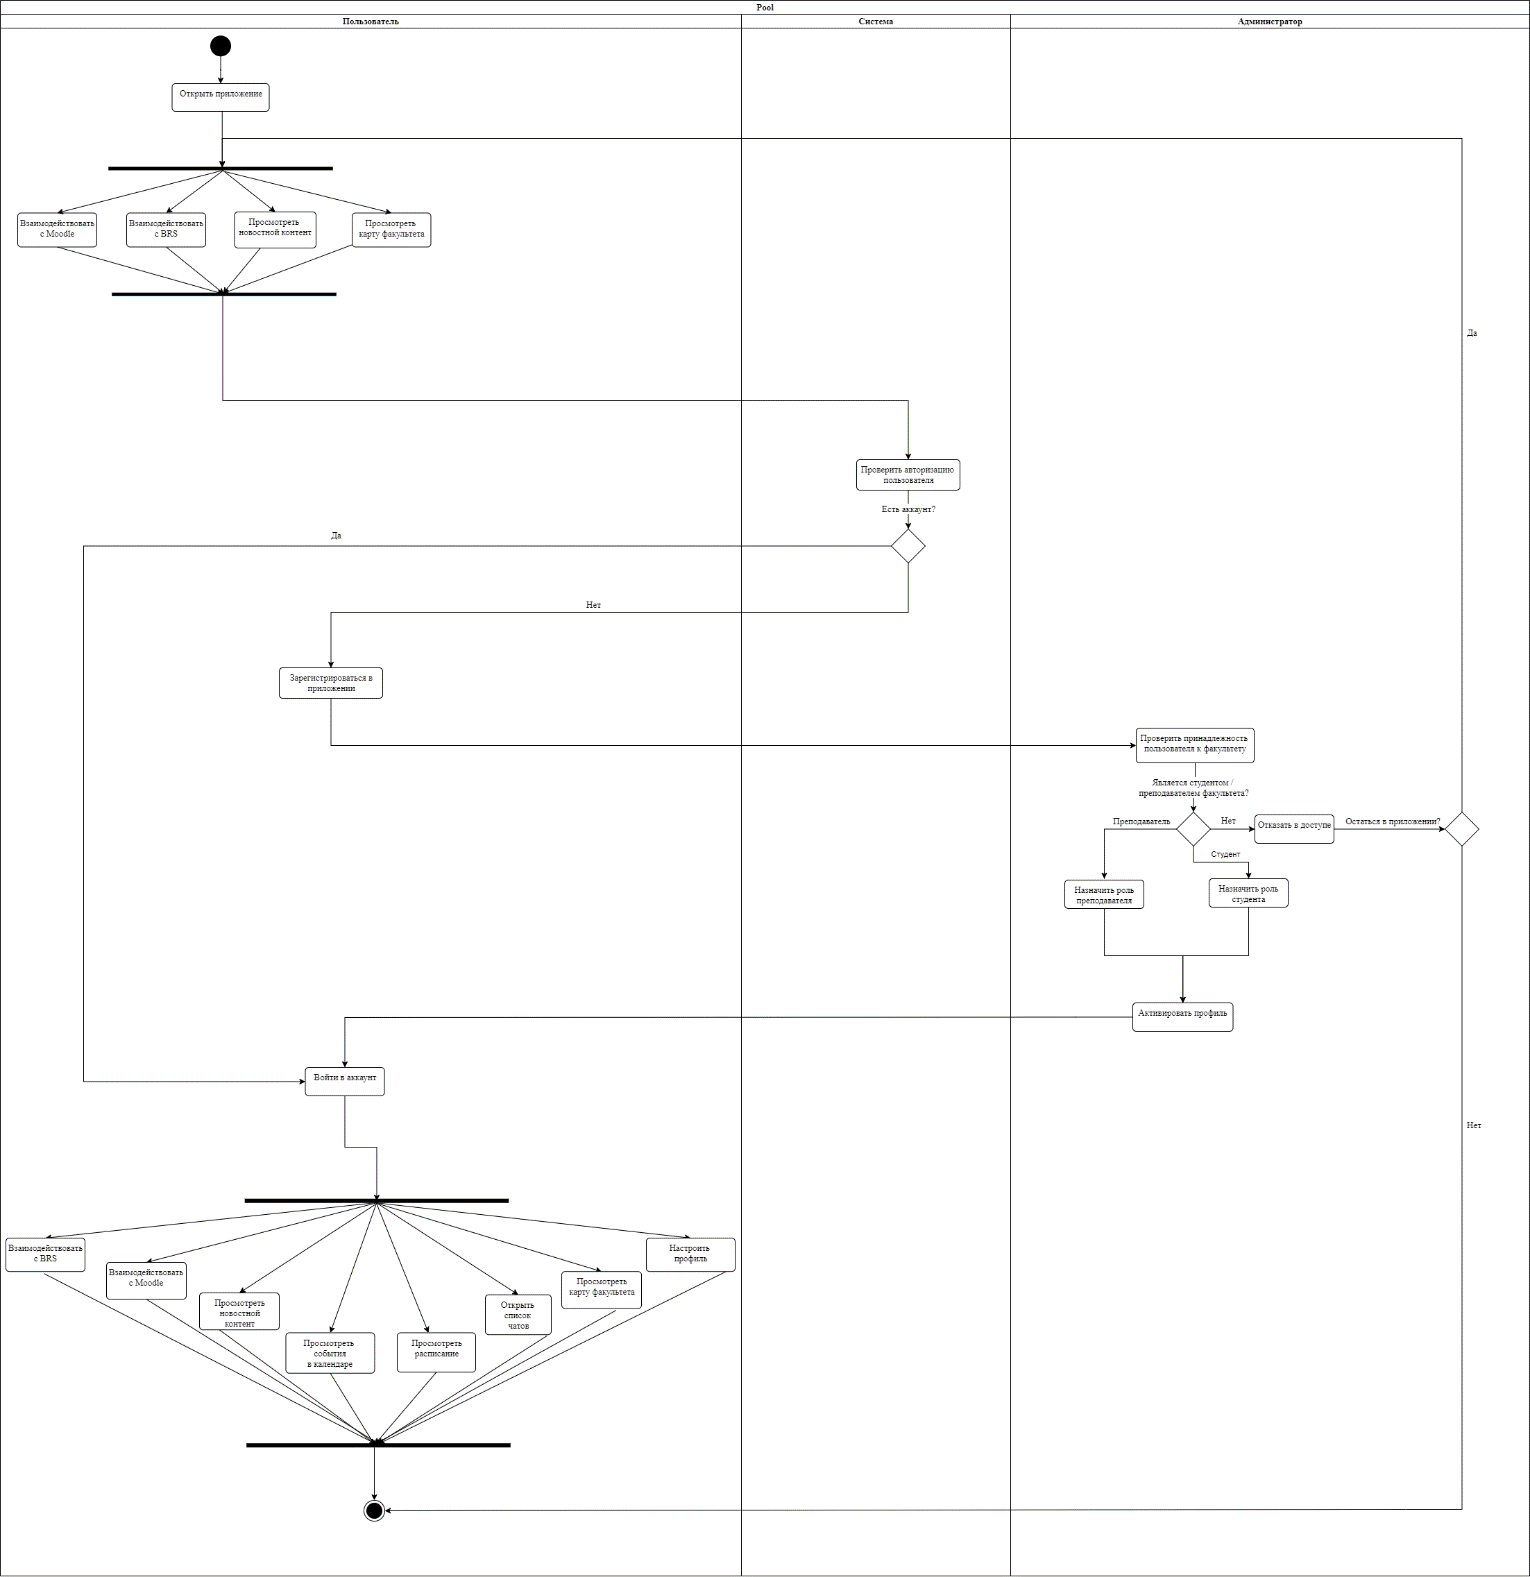 Pool
Пользователь
Система
Администратор
Открыть приложение
Взаимодействовать
с Moodle
Взаимодействовать
с BRS
Просмотреть
новостной контент
Просмотреть
карту факультета
Да
Проверить авторизацию
пользователя
Есть аккаунт?
Да
Нет
Зарегистрироваться в
приложении
Проверить принадлежность
пользователя к факультету
Является студентом /
преподавателем факультета?
Преподаватель
Нет
Отказать в доступе
Остаться в приложении?
Студент
Назначить роль
преподавателя
Назначить роль
студента
Активировать профиль
Войти в аккаунт
Нет
Взаимодействовать
с BRS
Взаимодействовать
с Moodle
Просмотреть
новостной
контент
Просмотреть
события
в календаре
Просмотреть
расписание
Открыть
список
чатов
Просмотреть
карту факультета
Настроить
профиль